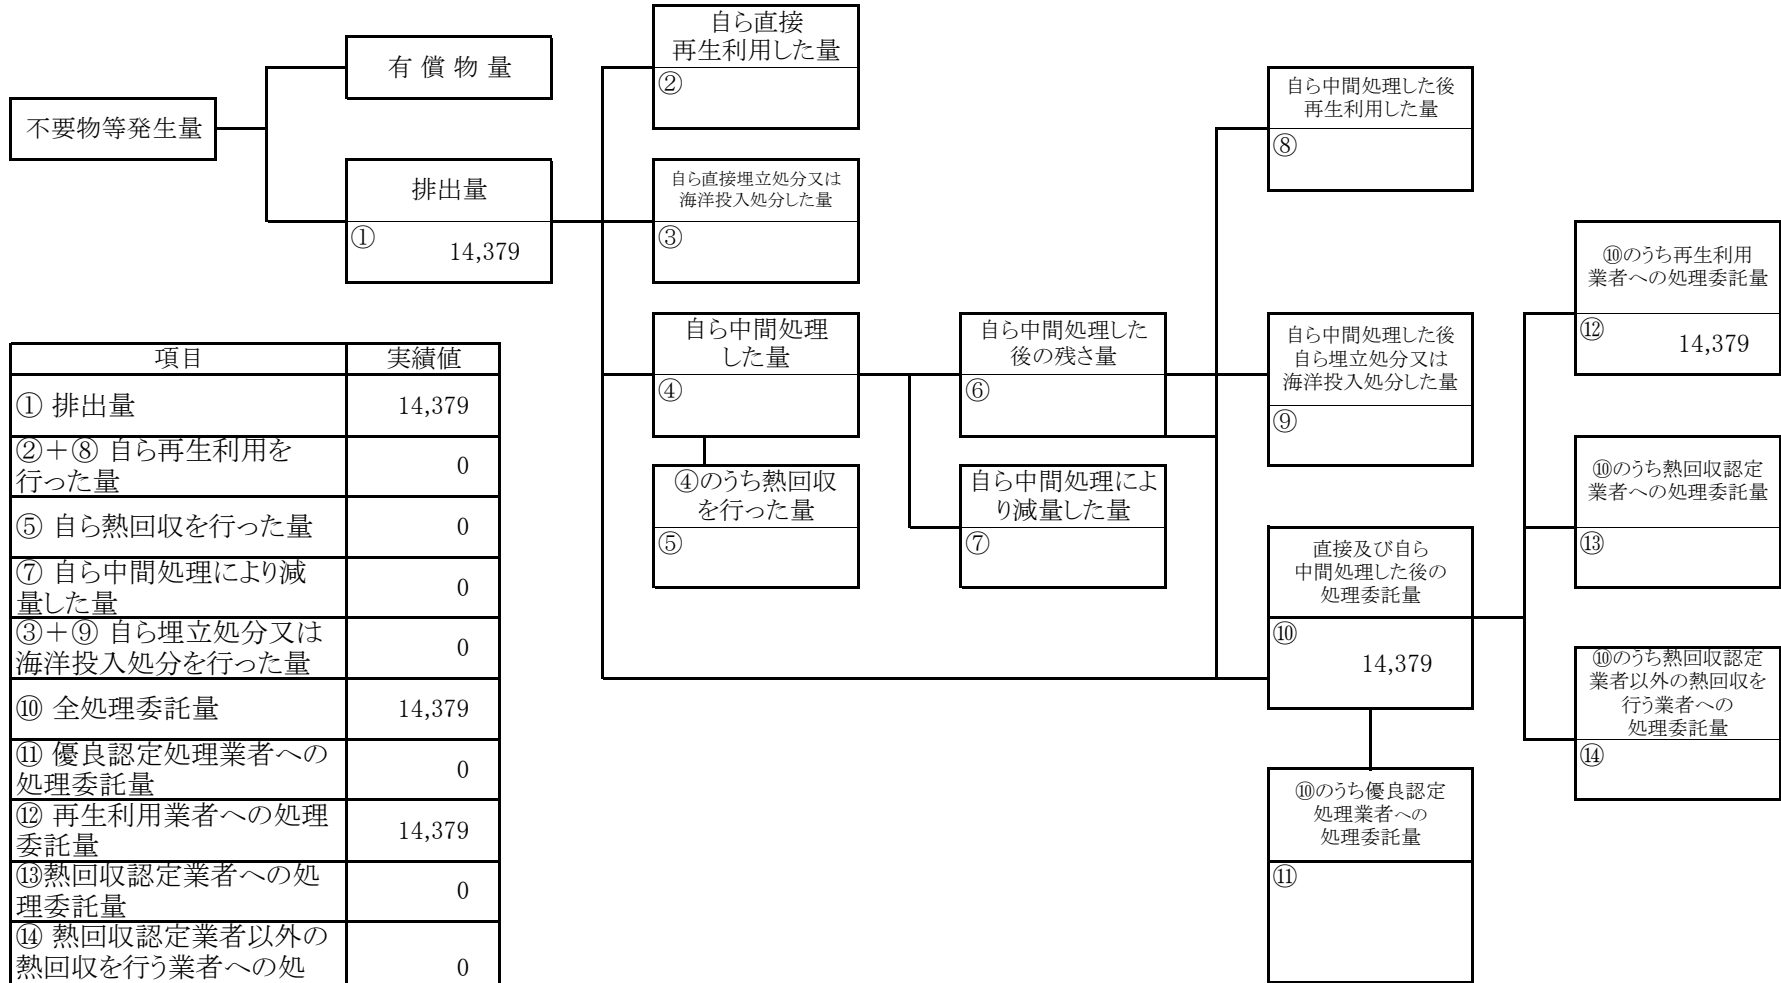 不要物等発生量
有 償 物 量
排出量
①
14,379
自ら直接
再生利用した量
②
自ら直接埋立処分又は
海洋投入処分した量
③
自ら中間処理
した量
④
④のうち熱回収
を行った量
⑤
自ら中間処理した
後の残さ量
⑥
自ら中間処理によ
り減量した量
⑦
自ら中間処理した後
再生利用した量
⑧
自ら中間処理した後
自ら埋立処分又は
海洋投入処分した量
⑨
直接及び自ら
中間処理した後の
処理委託量
⑩
14,379
⑩のうち優良認定
処理業者への
処理委託量
⑪
⑩のうち再生利用
業者への処理委託量
⑫
14,379
⑩のうち熱回収認定
業者への処理委託量
⑬
⑩のうち熱回収認定
業者以外の熱回収を
行う業者への
処理委託量
⑭
項目 実績値
① 排出量 14,379
②＋⑧ 自ら再生利用を
行った量 0
⑤ 自ら熱回収を行った量 0
⑦ 自ら中間処理により減
量した量 0
③＋⑨ 自ら埋立処分又は
海洋投入処分を行った量 0
⑩ 全処理委託量 14,379
⑪ 優良認定処理業者への
処理委託量 0
⑫ 再生利用業者への処理
委託量 14,379
⑬熱回収認定業者への処
理委託量 0
⑭ 熱回収認定業者以外の
熱回収を行う業者への処 0